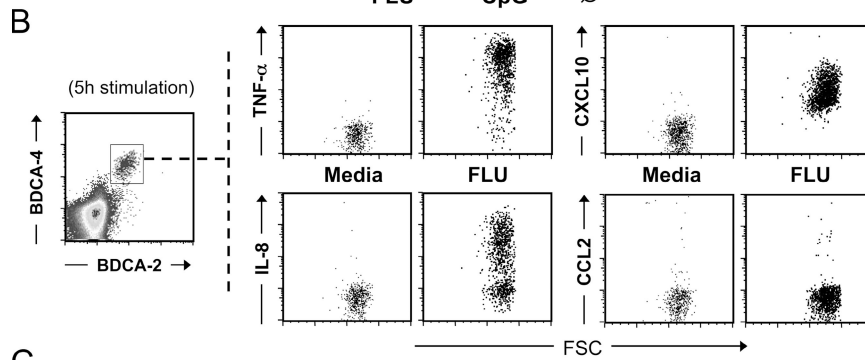 B
(5h stimulation)
BDCA-4
BDCA-2
TNF-α
CXCL10
Media
FLU
Media
FLU
IL-8
CCL2
FSC